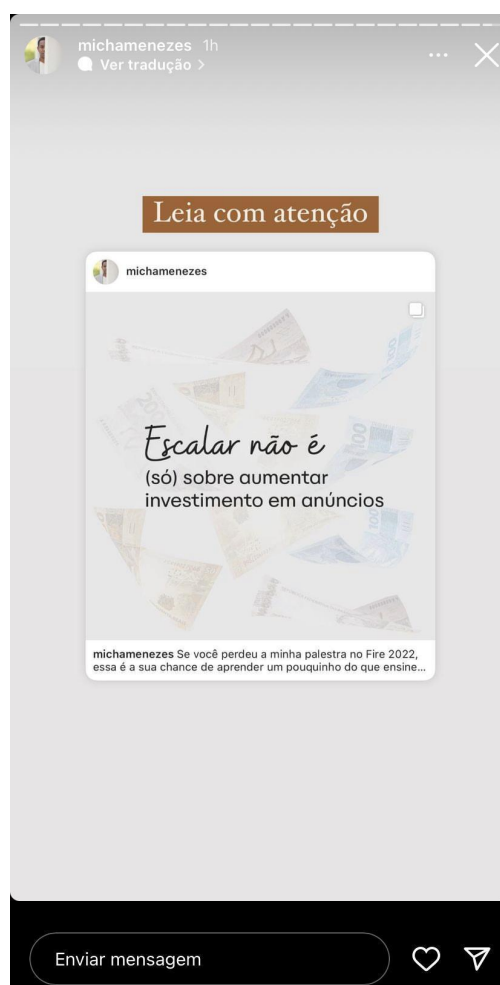 michamenezes 1h
Ver tradução >
Leia com atenção
michamenezes
Escalar não é
(só) sobre aumentar
investimento em anúncios
michamenezes Se você perdeu a minha palestra no Fire 2022,
essa é a sua chance de aprender um pouquinho do que ensine...
Enviar mensagem